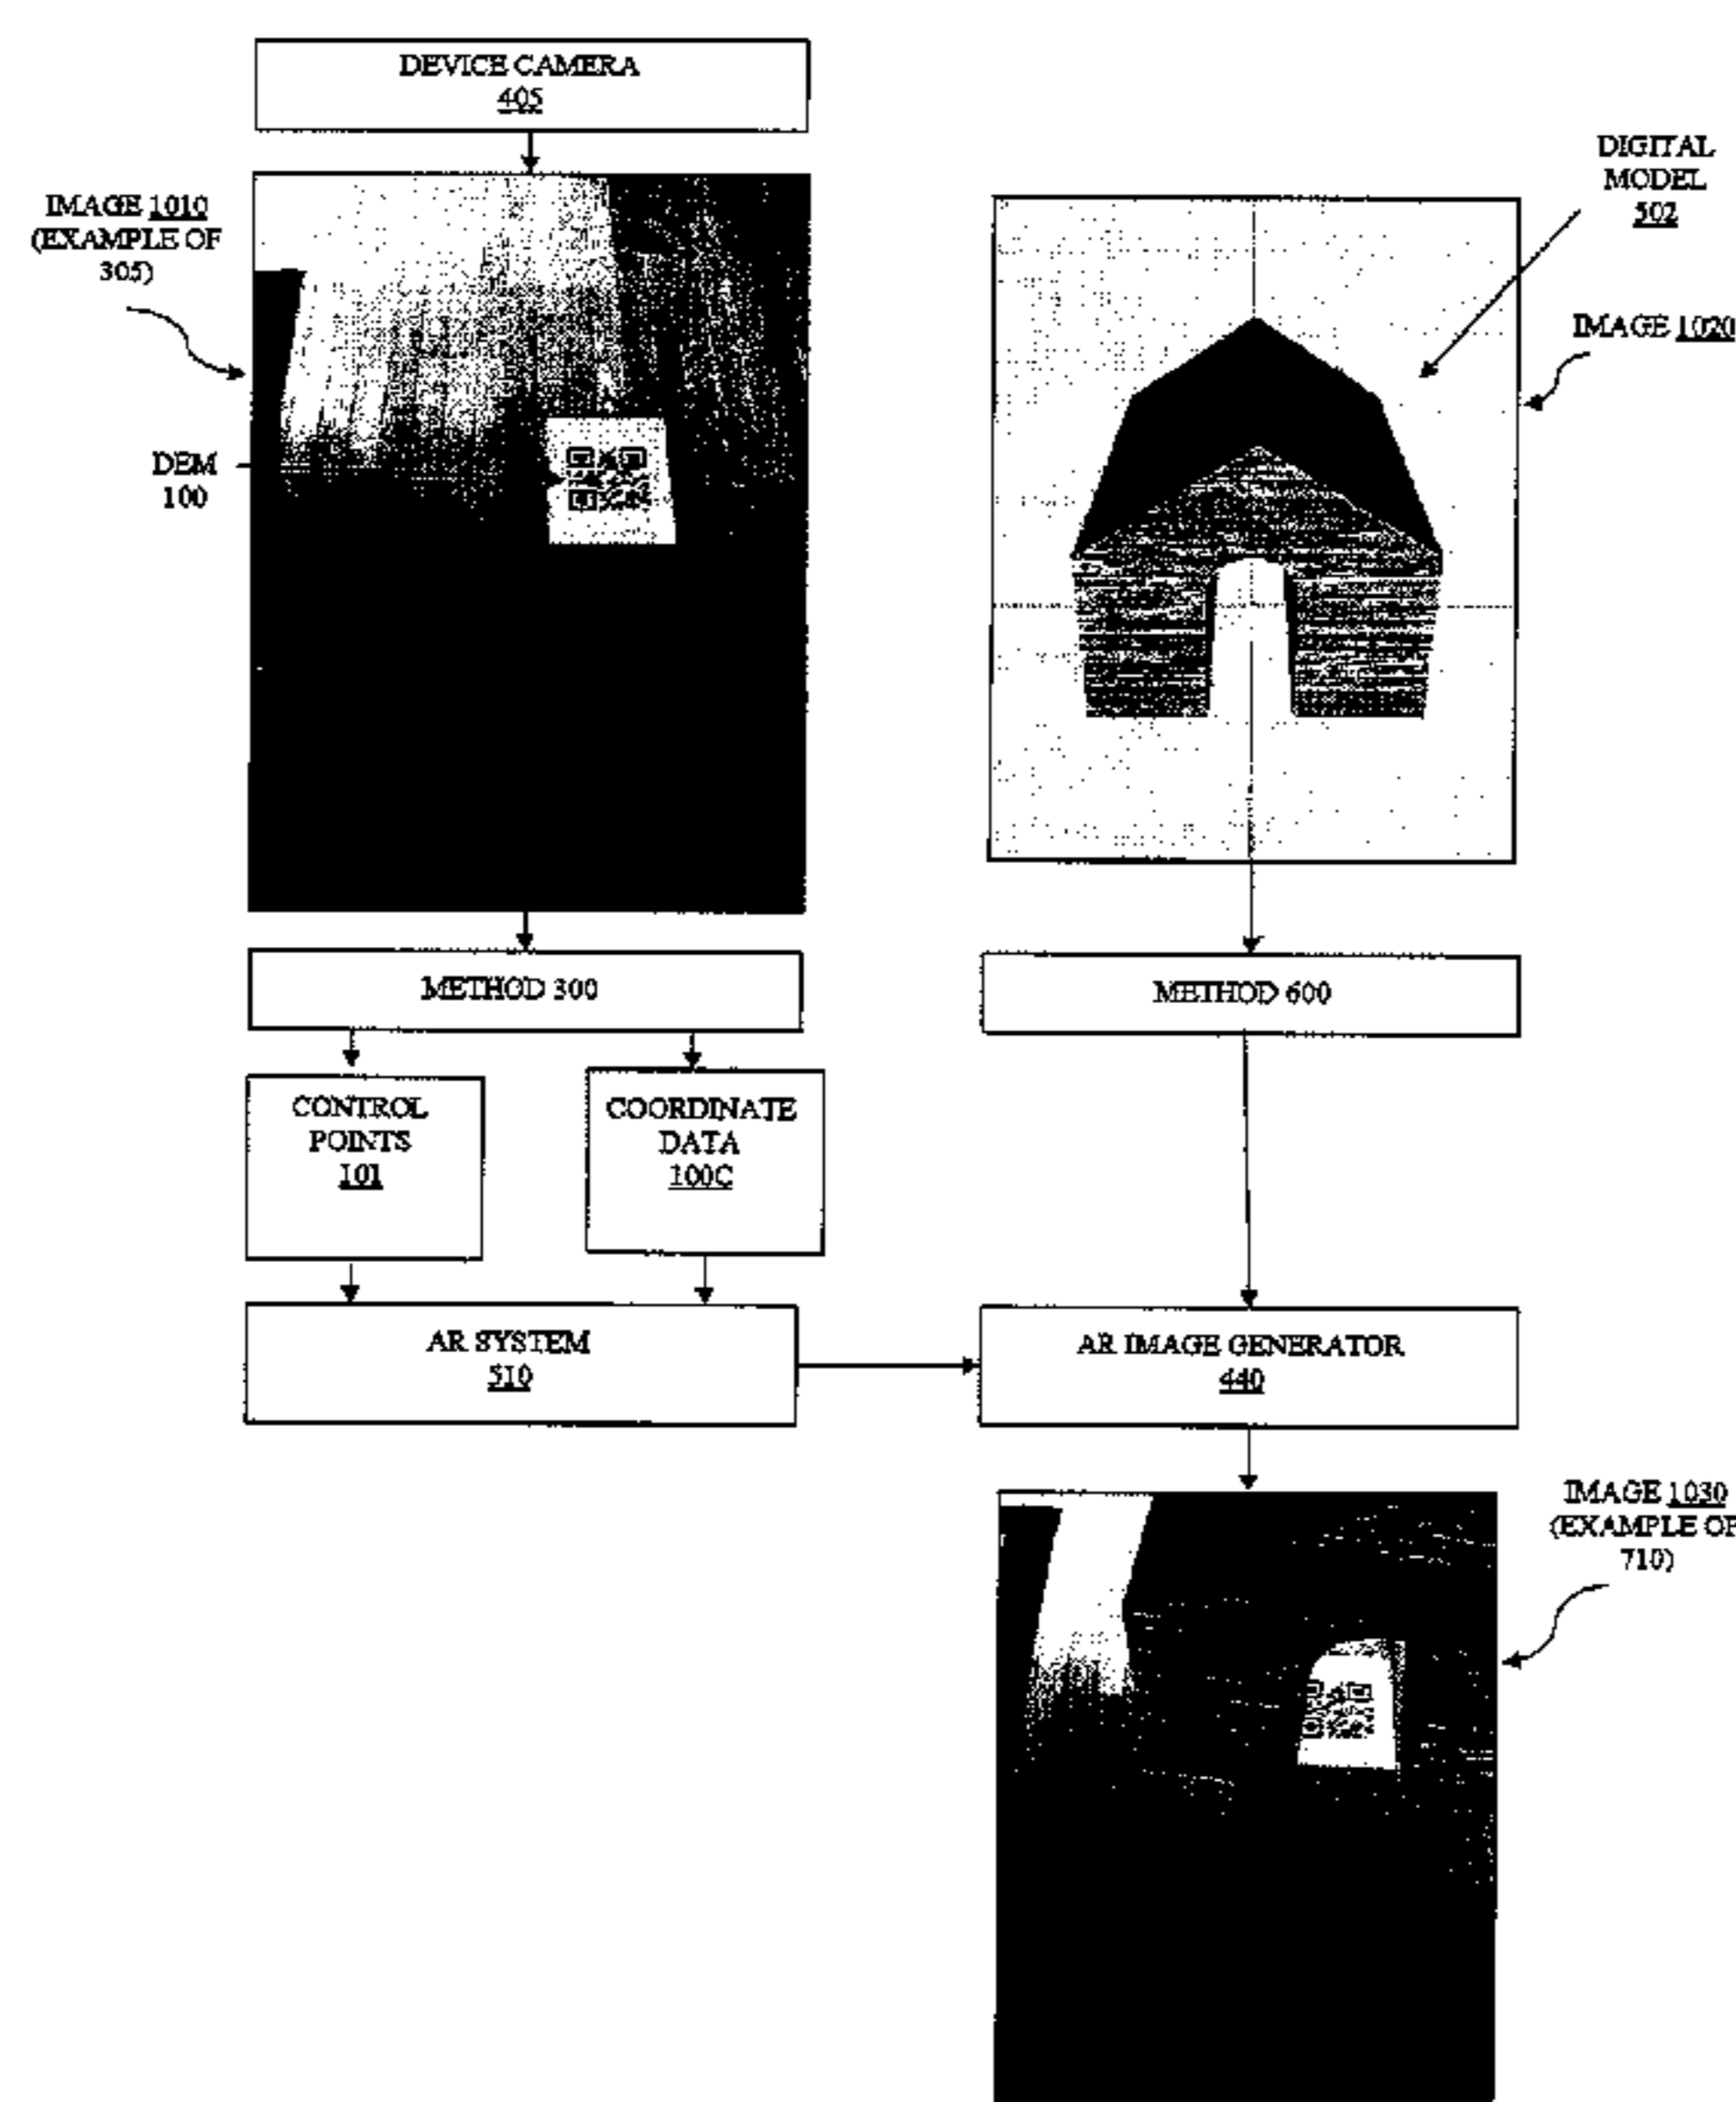 DEVICE CAMERA
405
IMAGE 1010
(EXAMPLE OF
305)
DEM
100
DIGITAL
MODEL
502
IMAGE 1020
METHOD 300
METHOD 600
CONTROL
POINTS
101
COORDINATE
DATA
100C
AR SYSTEM
510
AR IMAGE GENERATOR
440
IMAGE 1030
(EXAMPLE OF
710)